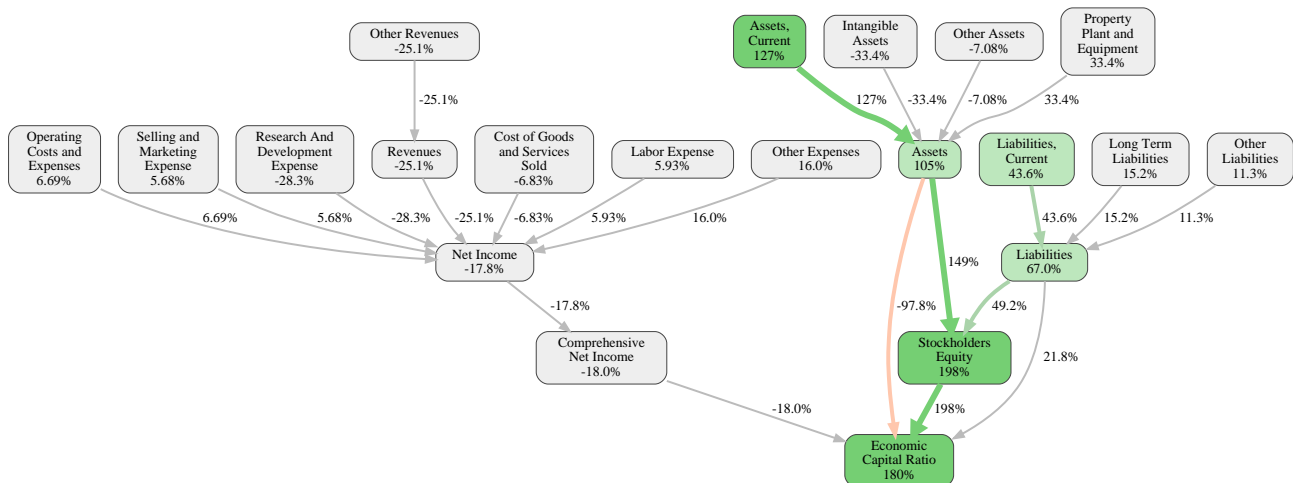 Other Revenues
-25.1%
Assets,
Current
127%
Intangible
Assets
-33.4%
Other Assets
-7.08%
Property
Plant and
Equipment
33.4%
-25.1%
127%
-33.4%
-7.08%
33.4%
Operating
Costs and
Expenses
6.69%
Selling and
Marketing
Expense
5.68%
Research And
Development
Expense
-28.3%
Revenues
-25.1%
Cost of Goods
and Services
Sold
-6.83%
Labor Expense
5.93%
Other Expenses
16.0%
Assets
105%
Liabilities,
Current
43.6%
Long Term
Liabilities
15.2%
Other
Liabilities
11.3%
6.69%
5.68%
-28.3%
-25.1%
-6.83%
5.93%
16.0%
43.6%
15.2%
11.3%
Net Income
-17.8%
Liabilities
67.0%
-17.8%
-97.8%
149%
49.2%
Comprehensive
Net Income
-18.0%
Stockholders
Equity
198%
21.8%
-18.0%
198%
Economic
Capital Ratio
180%